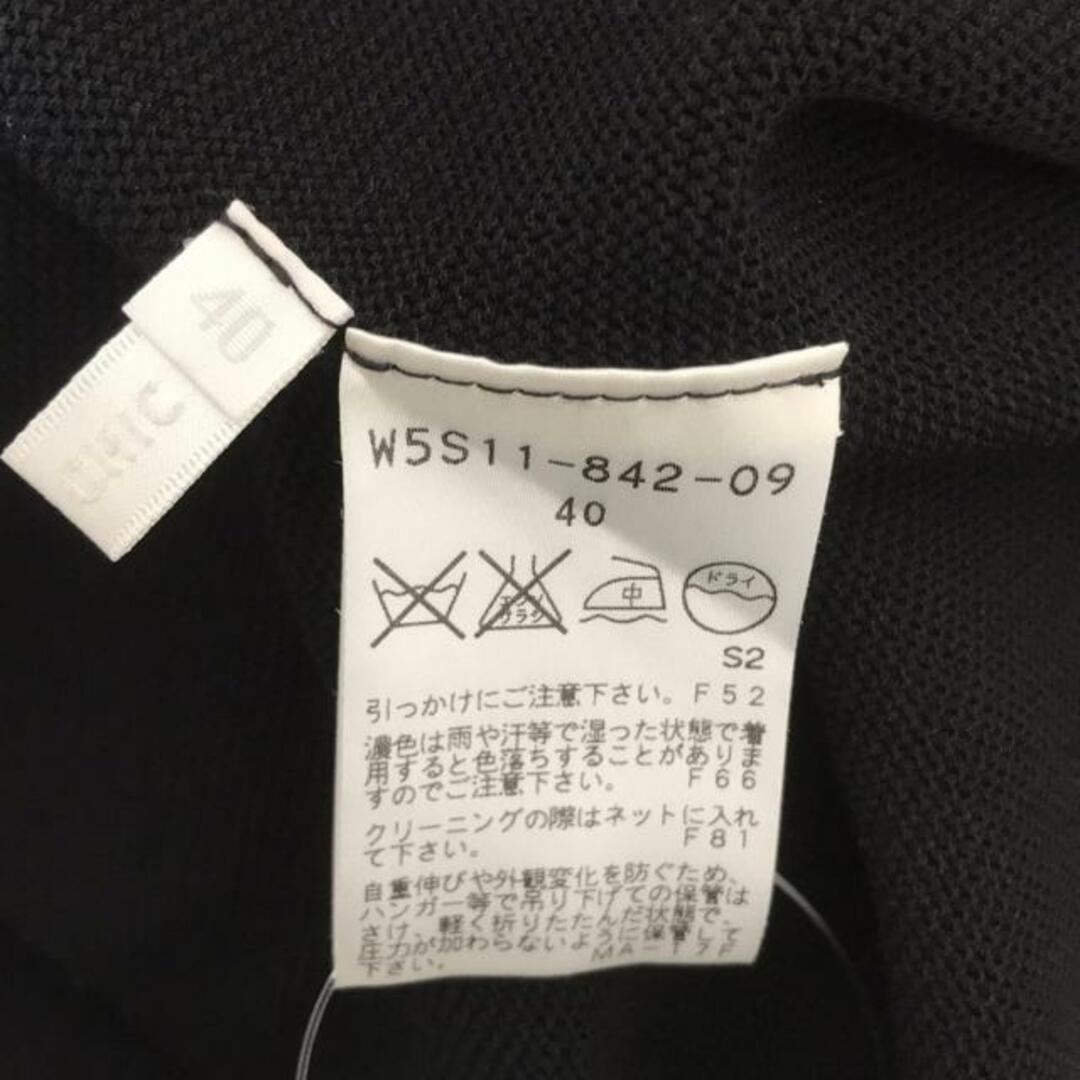 40
W5S11-842-09
40
中
ドライ
S2
引っかけにご注意下さい。F52
濃色は雨や汗等で湿った状態で着
用すると色落ちすることがありま
すのでご注意下さい。 F66
クリーニングの際はネットに入れ
て下さい。 F81
自重伸びや外観変化を防ぐため、
ハンガー等で吊り下げての保管は
さけ、軽く折りたたんだ状態で、
圧力が加わらないように保管して
下さい。 MA-17F